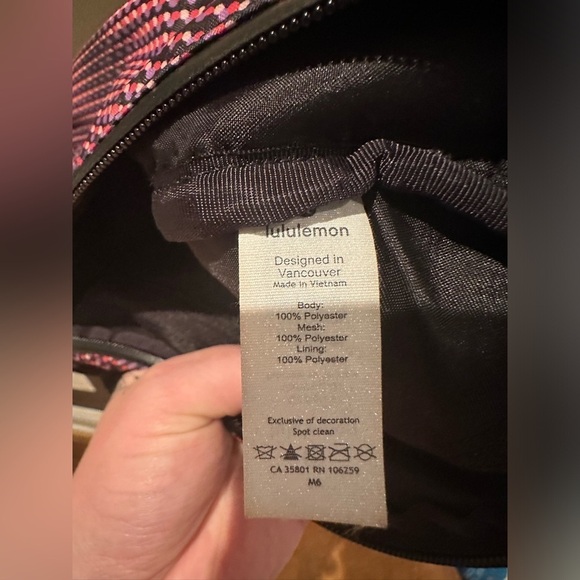 lululemon
Designed in
Vancouver
Made in Vietnam
Body:
100% Polyester
Mesh:
100% Polyester
Lining:
100% Polyester
Exclusive of decoration
Spot clean
CA 35801 RN 106259
M6